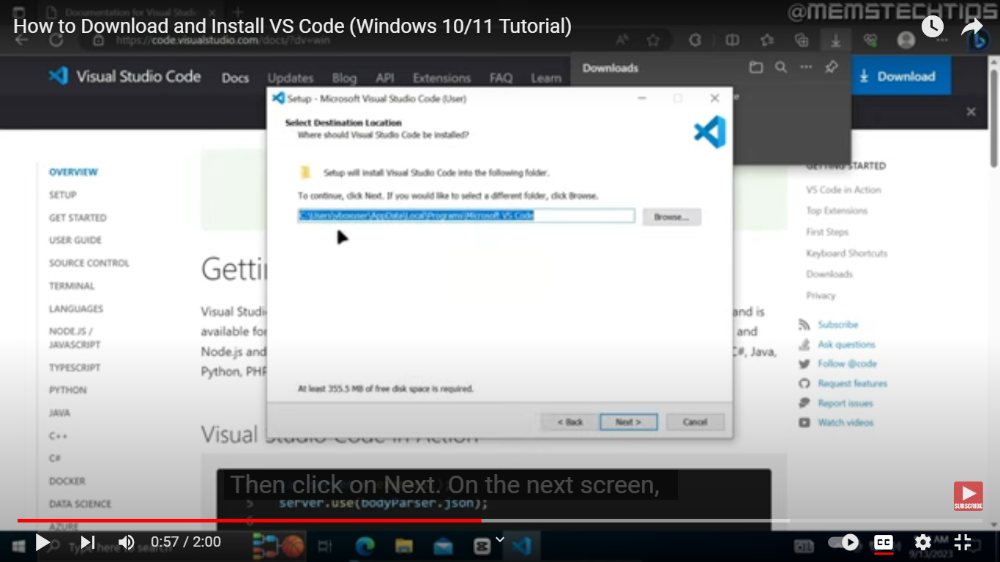 Documentation for Visual Studi
@MEMSTECHTIPS
How to Download and Install VS Code (Windows 10/11 Tutorial)
https://code.visualstudio.com/docs/?dv=win
Visual Studio Code
Docs
Updates
Blog
API
Extensions
FAQ
Learn
Downloads
Download
Setup - Microsoft Visual Studio Code (User)
Select Destination Location
Where should Visual Studio Code be installed?
Setup will install Visual Studio Code into the following folder.
To continue, click Next. If you would like to select a different folder, click Browse.
C:\Users\vboxuser\AppData\Local\Programs\Microsoft VS Code
Browse...
At least 355.5 MB of free disk space is required.
< Back
Next >
Cancel
OVERVIEW
SETUP
GET STARTED
USER GUIDE
SOURCE CONTROL
TERMINAL
LANGUAGES
NODE.JS /
JAVASCRIPT
TYPESCRIPT
PYTHON
JAVA
C++
C#
DOCKER
DATA SCIENCE
AZURE
Getti
Visual Studi
and is
available for
and
Node.js and
C#, Java,
Python, PHP
Visual Studio Code in Action
GETTING STARTED
VS Code in Action
Top Extensions
First Steps
Keyboard Shortcuts
Downloads
Privacy
Subscribe
Ask questions
Follow @code
Request features
Report issues
Watch videos
Then click on Next. On the next screen,
5 server.use(bodyParser.json);
6
SUBSCRIBE
Type here to search
0:57 / 2:00
CC
AM
9/13/2023